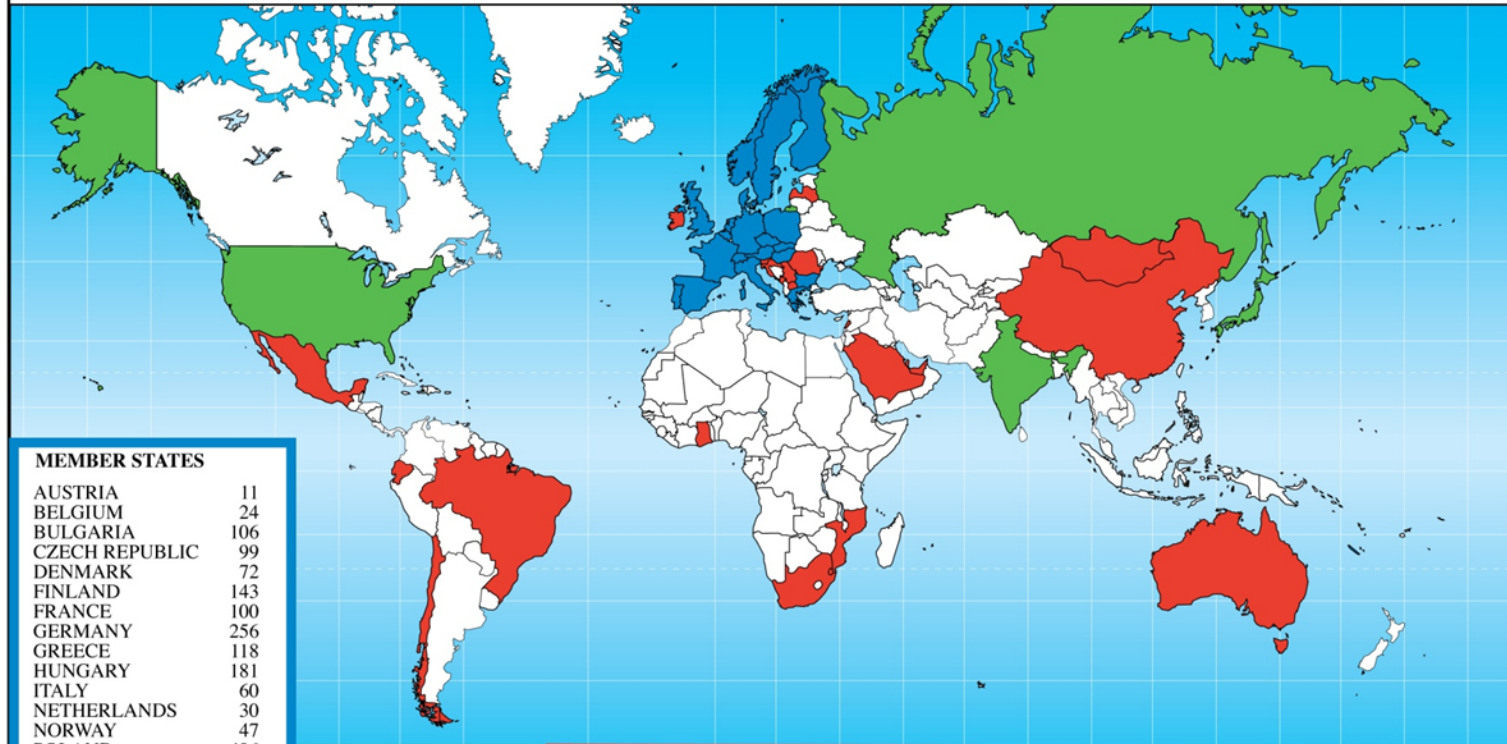 MEMBER STATES
AUSTRIA 11
BELGIUM 24
BULGARIA 106
CZECH REPUBLIC 99
DENMARK 72
FINLAND 143
FRANCE 100
GERMANY 256
GREECE 118
HUNGARY 181
ITALY 60
NETHERLANDS 30
NORWAY 47